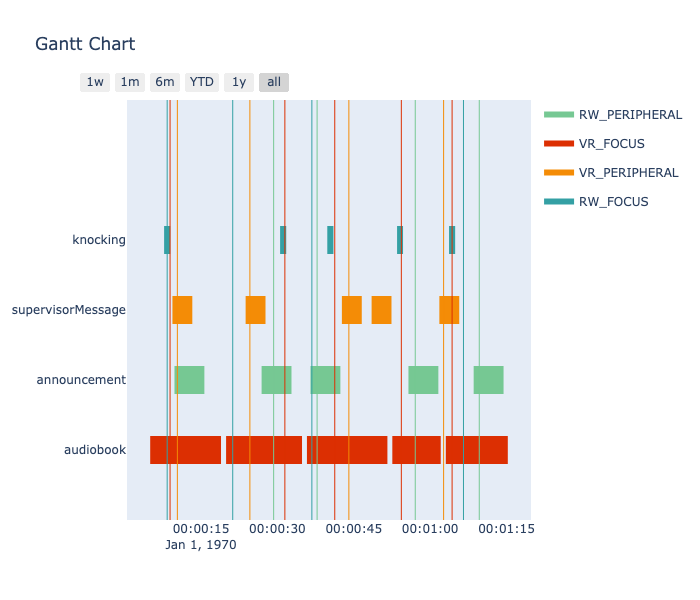 Gantt Chart
1w 1m 6m YTD 1y all
RW_PERIPHERAL
VR_FOCUS
VR_PERIPHERAL
RW_FOCUS
knocking
supervisorMessage
announcement
audiobook
00:00:15 00:00:30 00:00:45 00:01:00 00:01:15
Jan 1, 1970